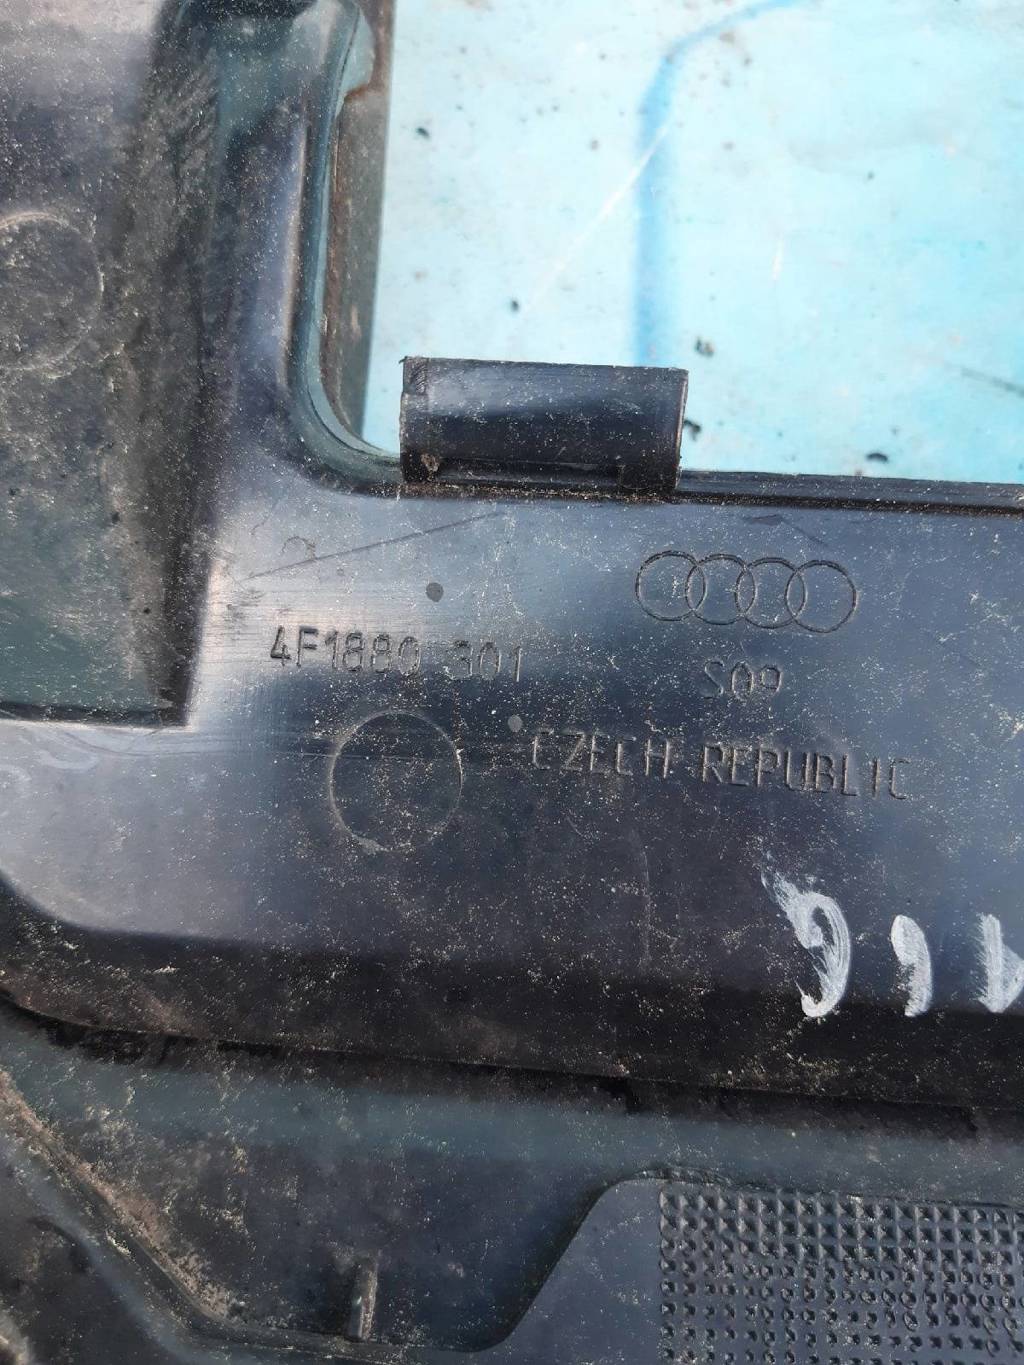 4F1880 301
S09
CZECH REPUBLIC